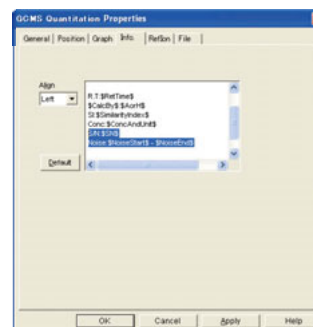 GCMS Quantitation Properties
General Position Graph Info. RefIon File
Align
Left
R.T:$RetTime$
$CalcBy$:$AorH$
SI:$SimilarityIndex$
Conc:$ConcAndUnit$
S/N:$SN$
Noise:$NoiseStart$ - $NoiseEnd$
Default
OK Cancel Apply Help